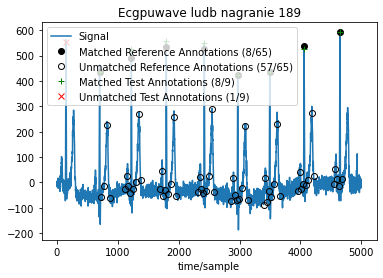 Ecgpuwave ludb nagranie 189
Signal
Matched Reference Annotations (8/65)
Unmatched Reference Annotations (57/65)
Matched Test Annotations (8/9)
Unmatched Test Annotations (1/9)
600
500
400
300
200
100
0
−100
−200
0 1000 2000 3000 4000 5000
time/sample